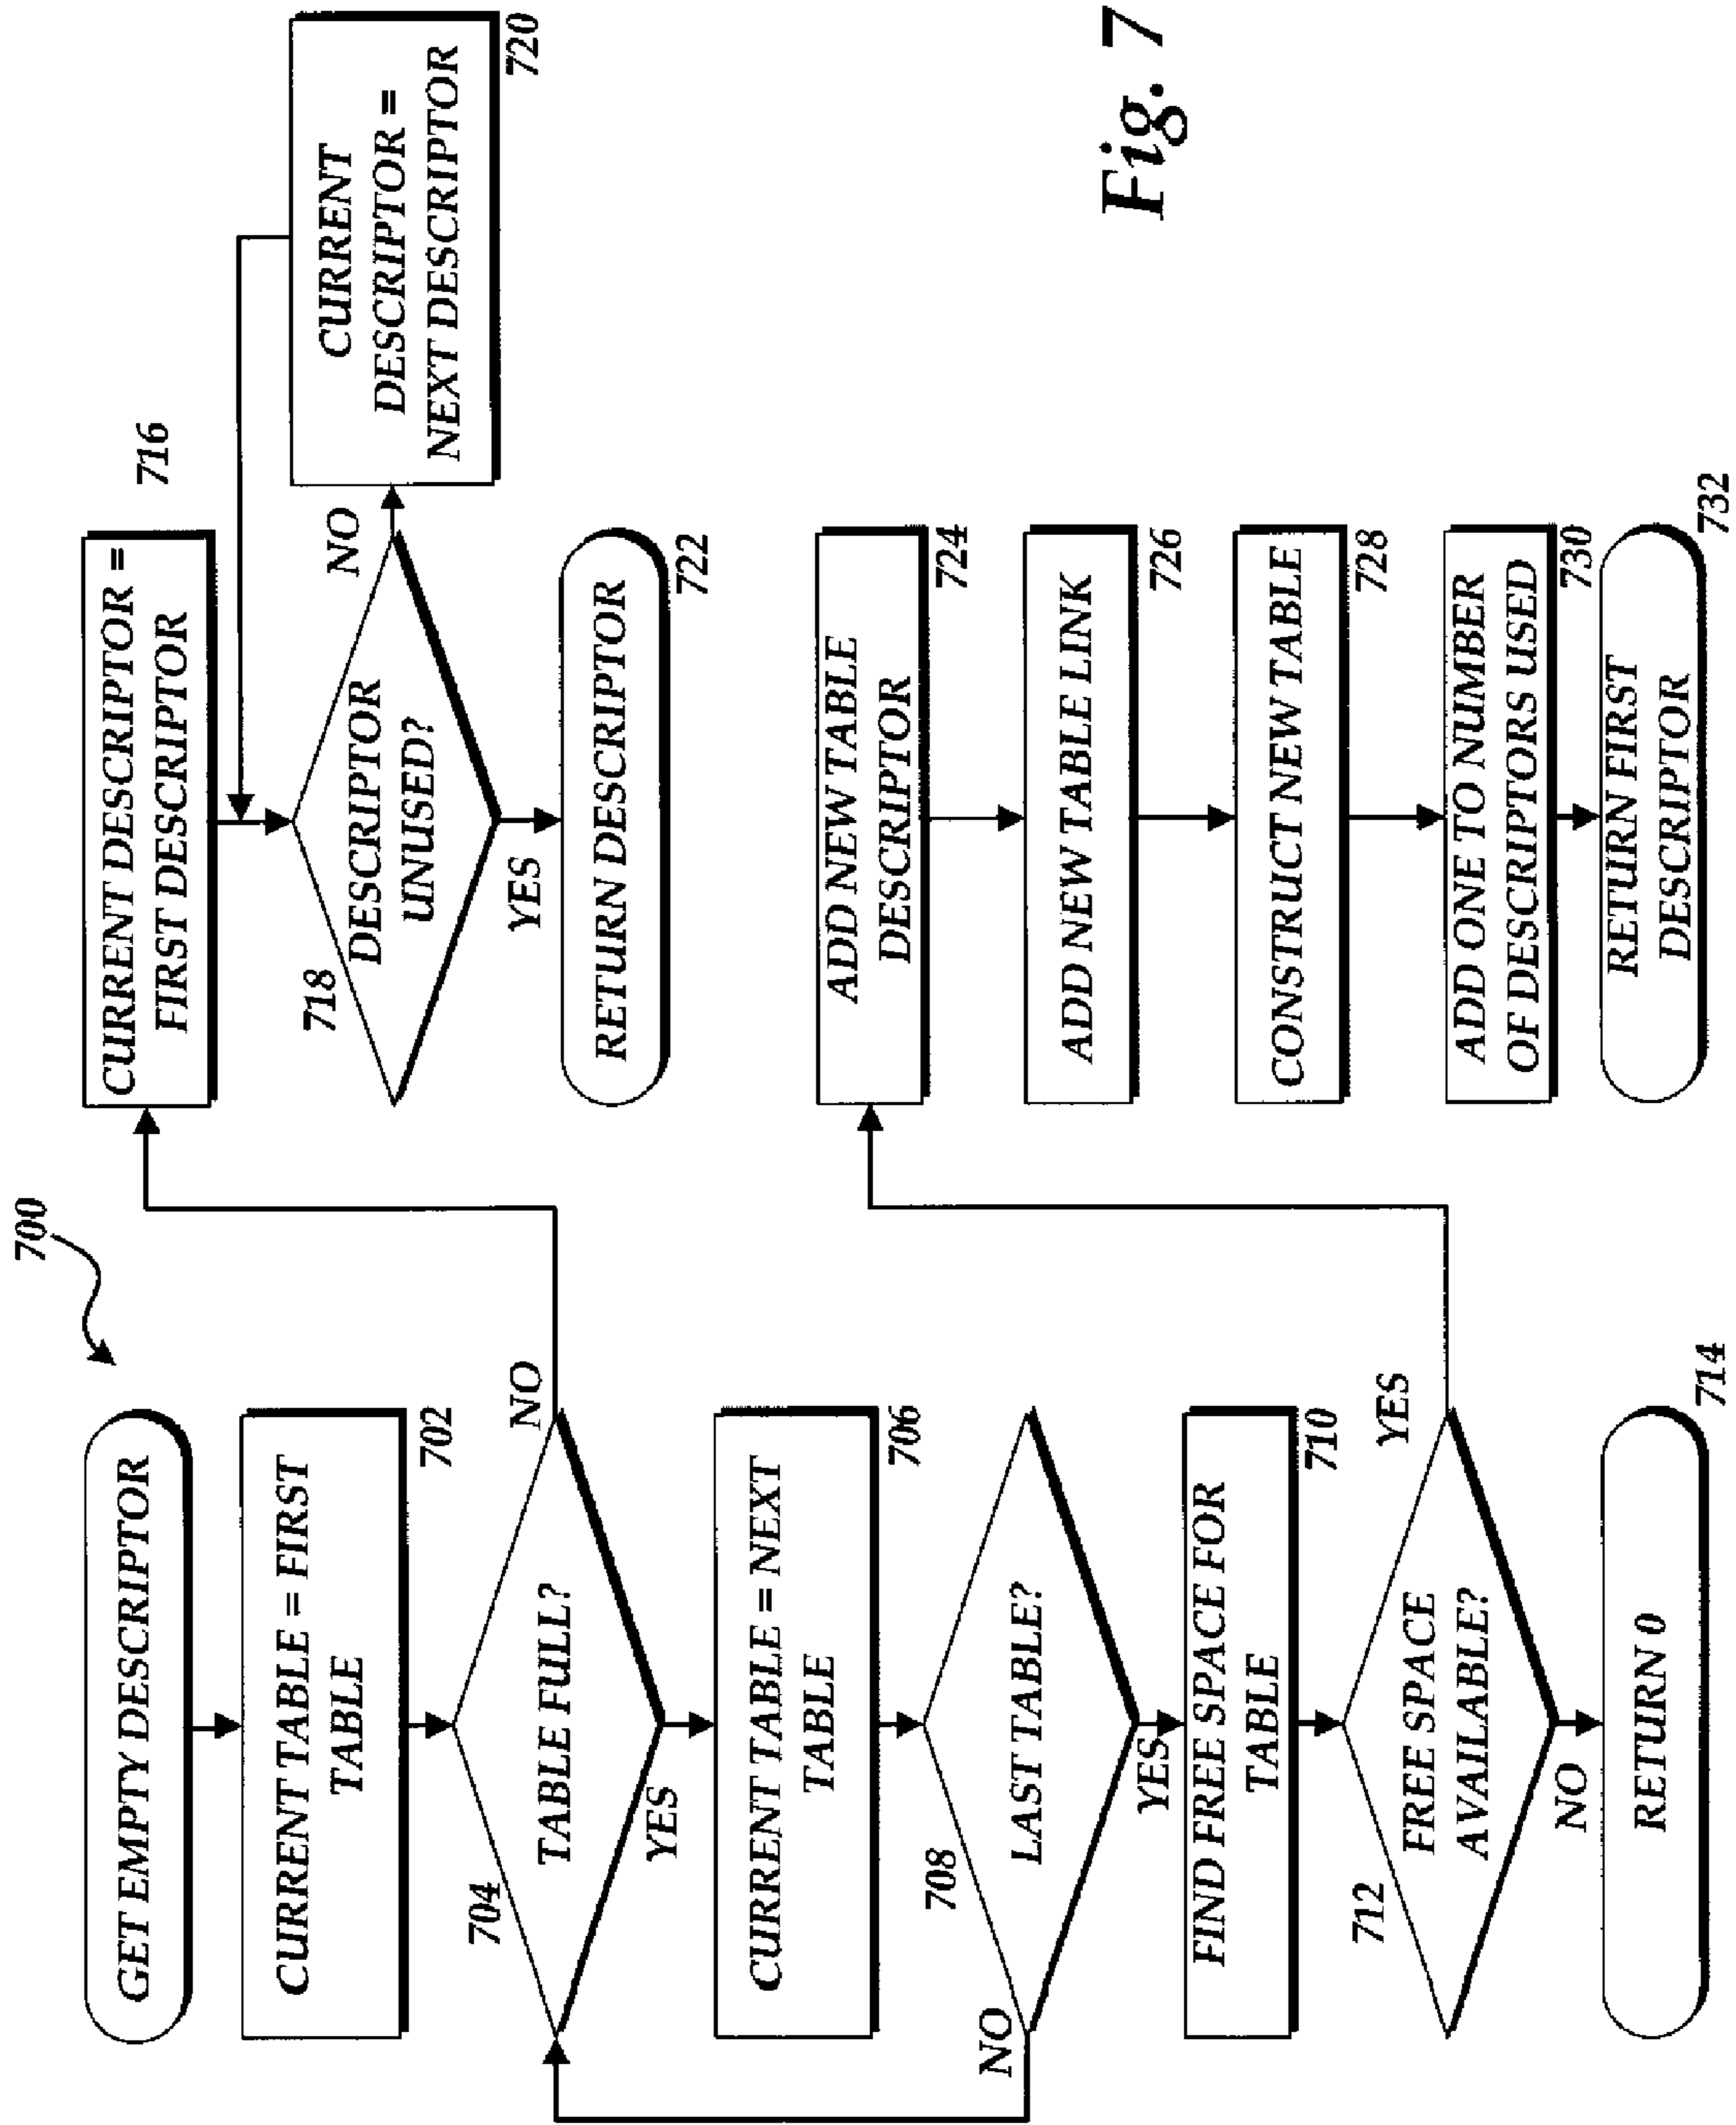 700
GET EMPTY DESCRIPTOR
CURRENT TABLE = FIRST
TABLE
702
704
TABLE FULL?
NO
YES
CURRENT TABLE = NEXT
TABLE
706
708
LAST TABLE?
NO
YES
FIND FREE SPACE FOR
TABLE
710
712
FREE SPACE
AVAILABLE?
YES
NO
RETURN 0
714
CURRENT DESCRIPTOR =
FIRST DESCRIPTOR
716
718
DESCRIPTOR
UNUSED?
NO
YES
CURRENT
DESCRIPTOR =
NEXT DESCRIPTOR
720
RETURN DESCRIPTOR
722
ADD NEW TABLE
DESCRIPTOR
724
ADD NEW TABLE LINK
726
CONSTRUCT NEW TABLE
728
ADD ONE TO NUMBER
OF DESCRIPTORS USED
730
RETURN FIRST
DESCRIPTOR
732
Fig. 7